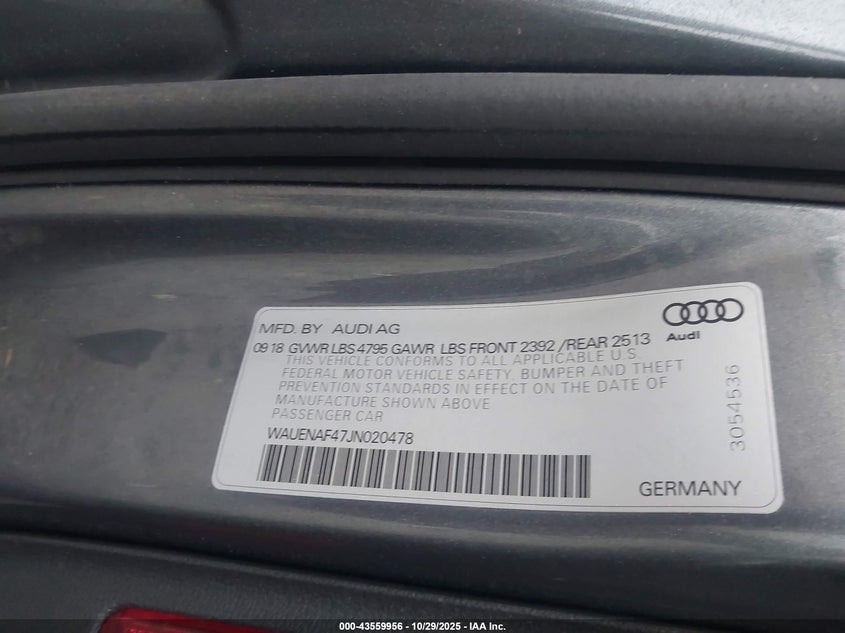 MFD. BY AUDI AG
Audi
09 18 GVWR LBS 4795 GAWR LBS FRONT 2392 /REAR 2513
THIS VEHICLE CONFORMS TO ALL APPLICABLE U.S.
FEDERAL MOTOR VEHICLE SAFETY, BUMPER AND THEFT
PREVENTION STANDARDS IN EFFECT ON THE DATE OF
MANUFACTURE SHOWN ABOVE
PASSENGER CAR
WAUENAF47JN020478
3054536
GERMANY
000-43559956 - 10/29/2025 - IAA Inc.